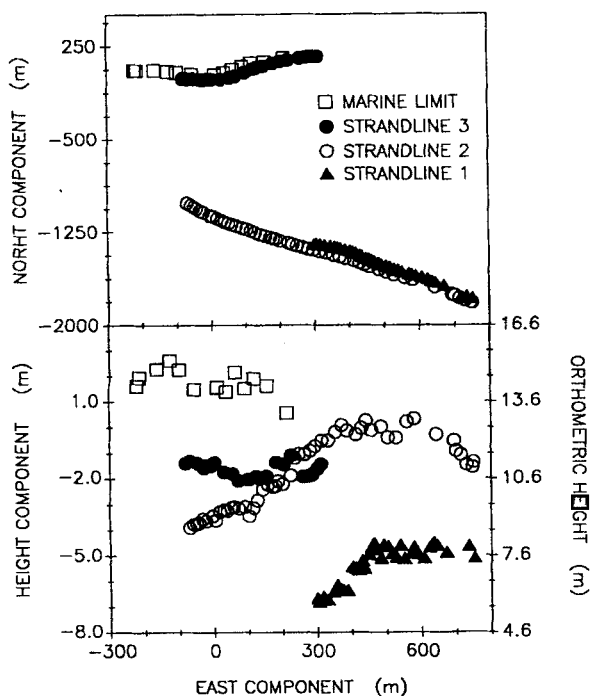 250
-500
-1250
-2000
NORHT COMPONENT (m)
MARINE LIMIT
STRANDLINE 3
STRANDLINE 2
STRANDLINE 1
1.0
-2.0
-5.0
-8.0
HEIGHT COMPONENT (m)
16.6
13.6
10.6
7.6
4.6
ORTHOMETRIC HEIGHT (m)
-300
0
300
600
EAST COMPONENT (m)